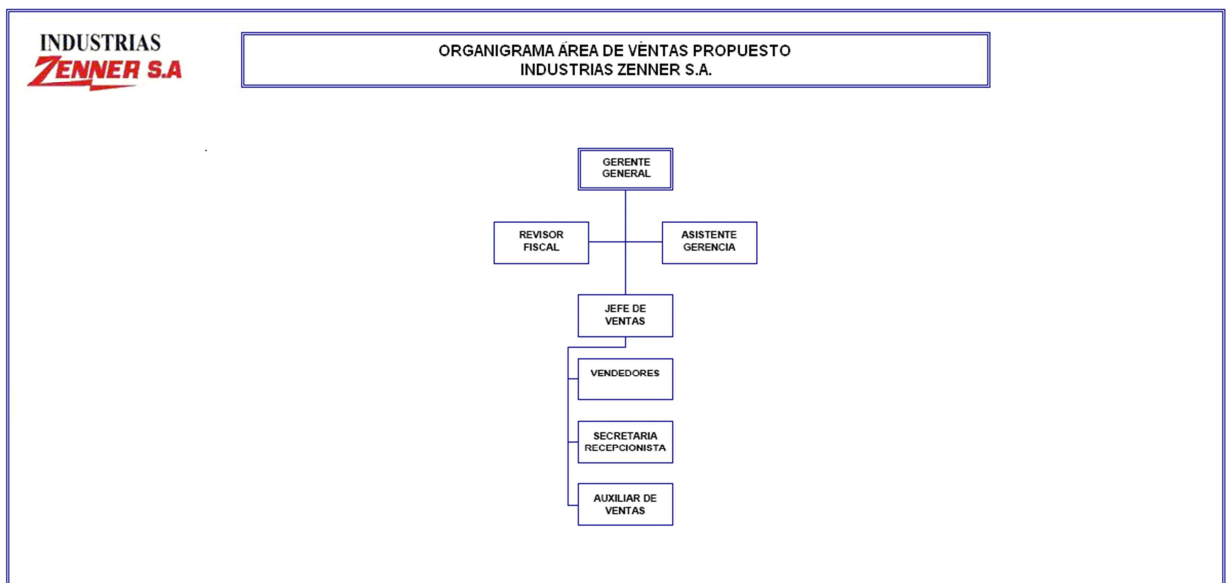 INDUSTRIAS
ZENNER S.A
ORGANIGRAMA ÁREA DE VENTAS PROPUESTO
INDUSTRIAS ZENNER S.A.
GERENTE
GENERAL
REVISOR
FISCAL
ASISTENTE
GERENCIA
JEFE DE
VENTAS
VENDEDORES
SECRETARIA
RECEPCIONISTA
AUXILIAR DE
VENTAS